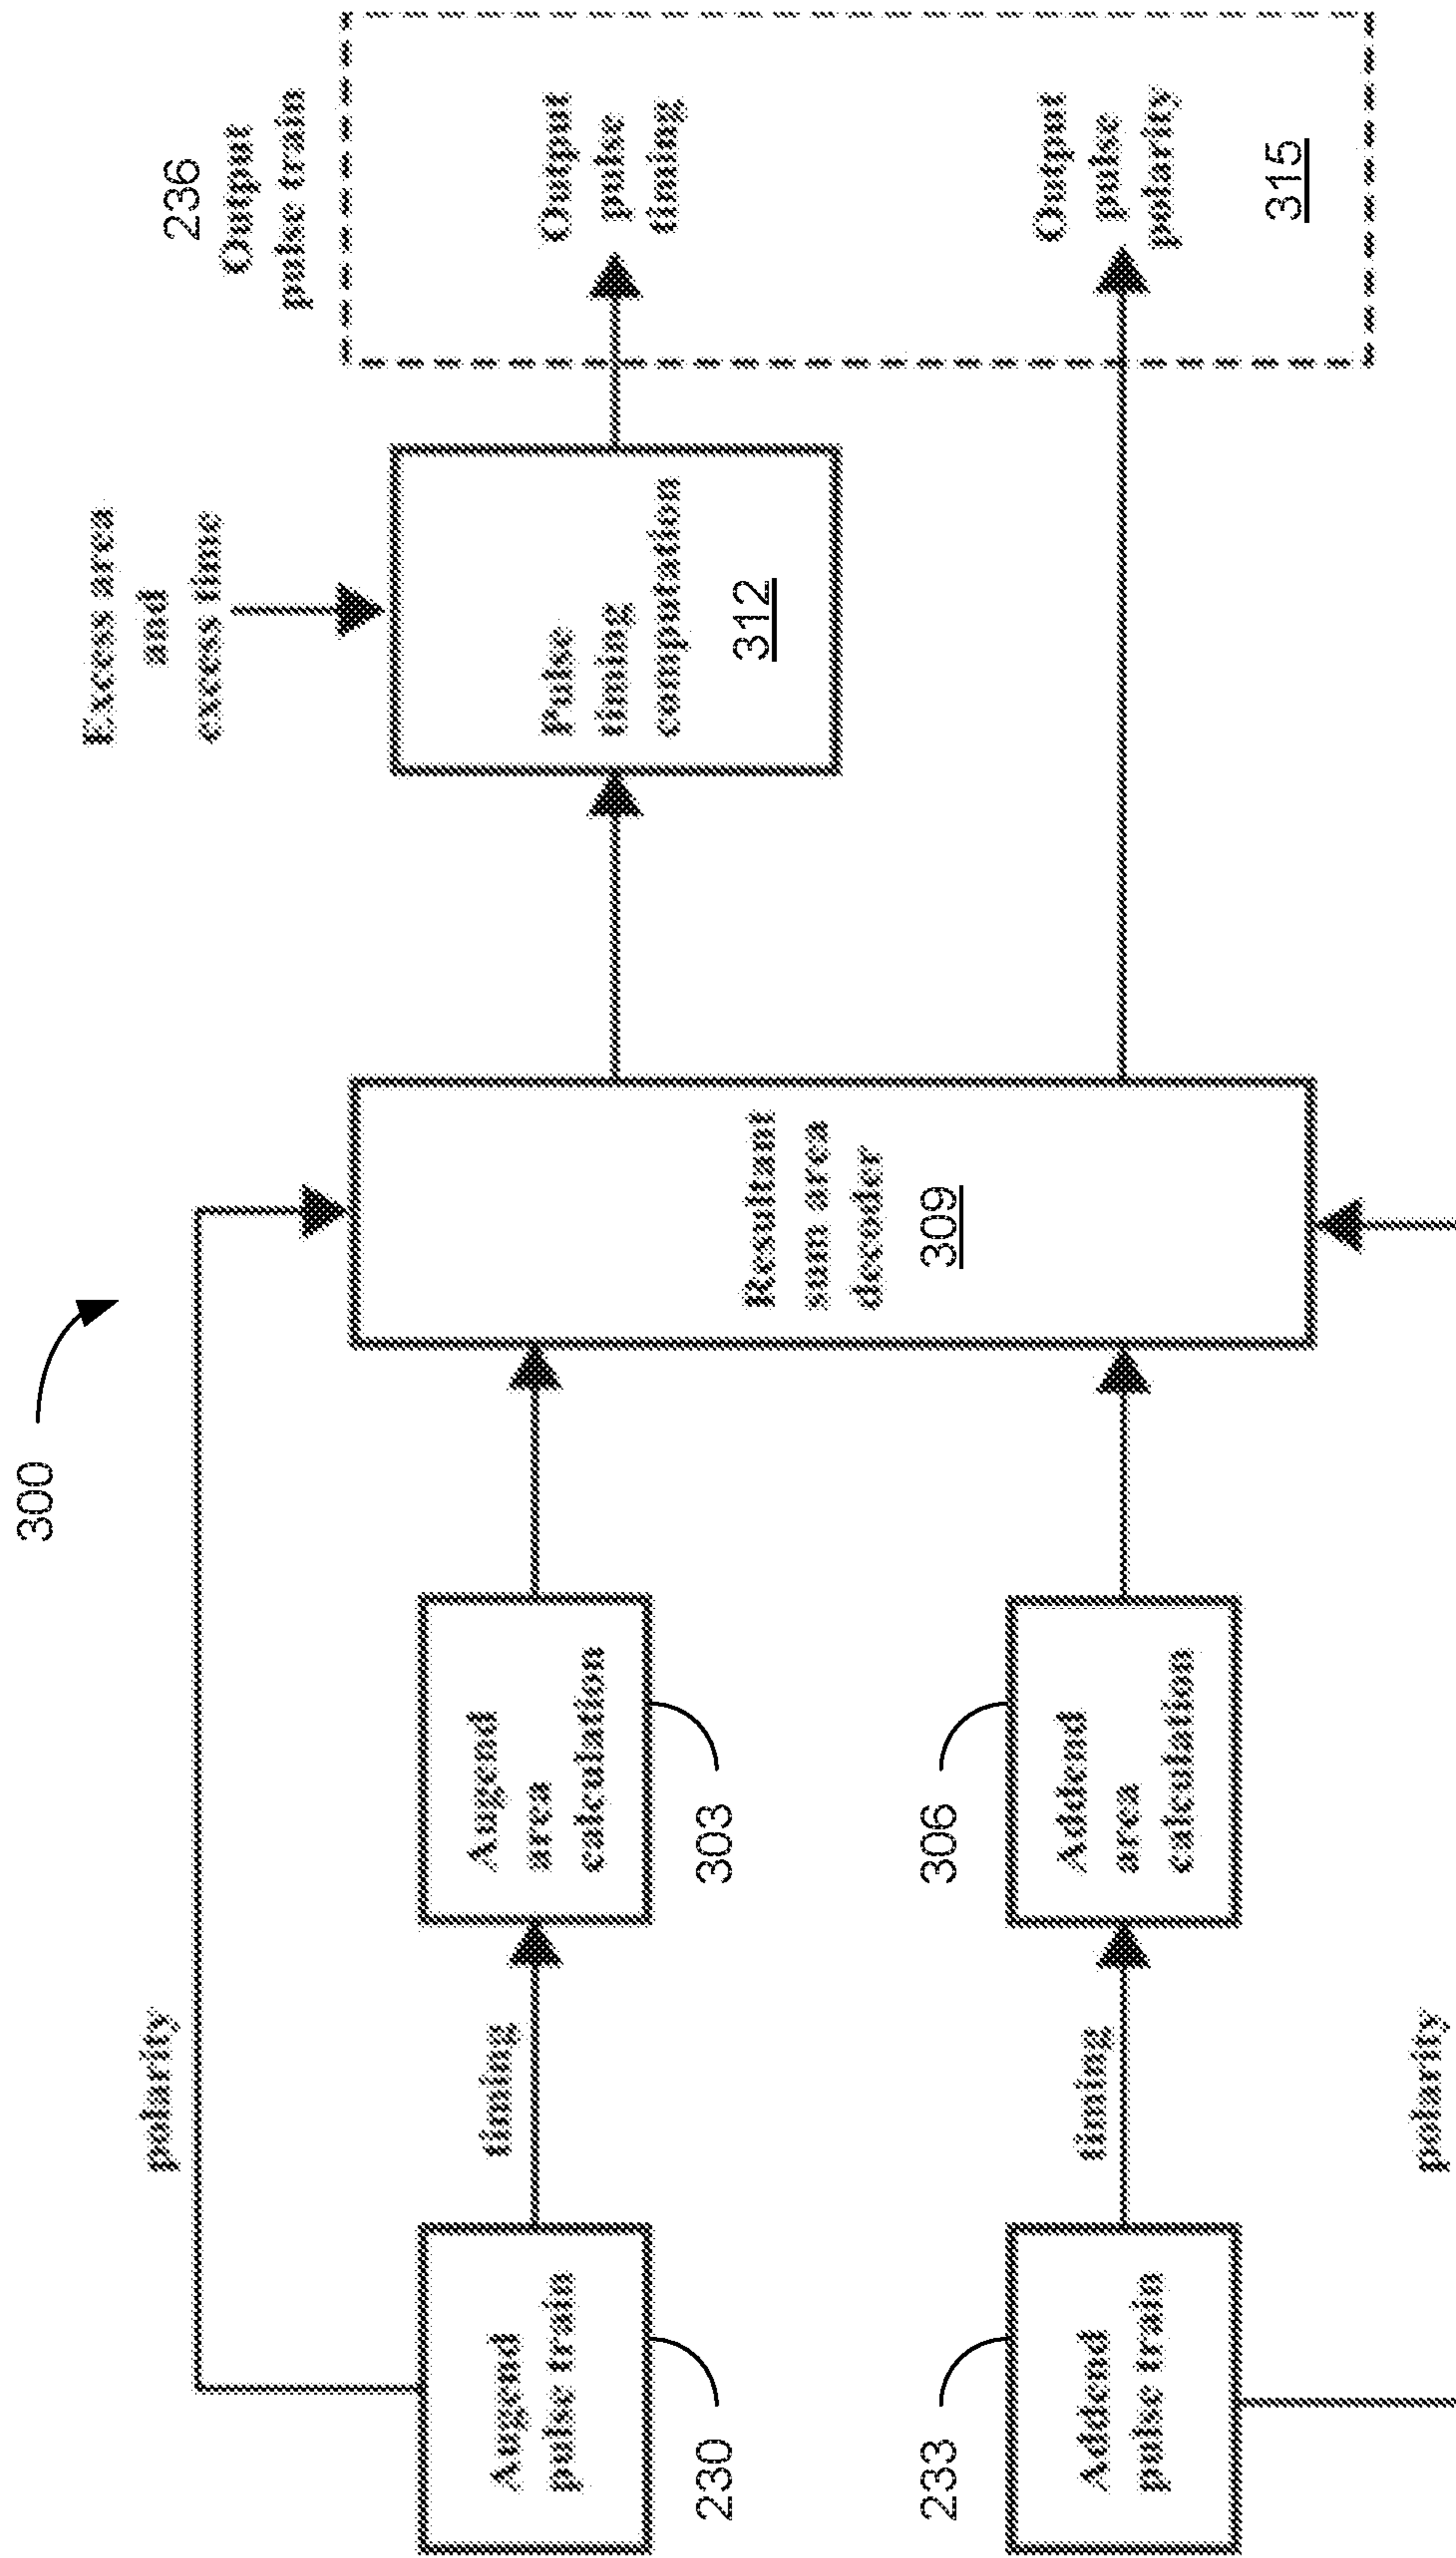 300
polarity
Augend
pulse train
230
timing
Augend
area
calculation
303
Addend
pulse train
233
timing
Addend
area
calculation
306
polarity
Resultant
sum area
decoder
309
Excess area
and
excess time
Pulse
timing
computation
312
236
Output
pulse train
Output
pulse
timing
Output
pulse
polarity
315